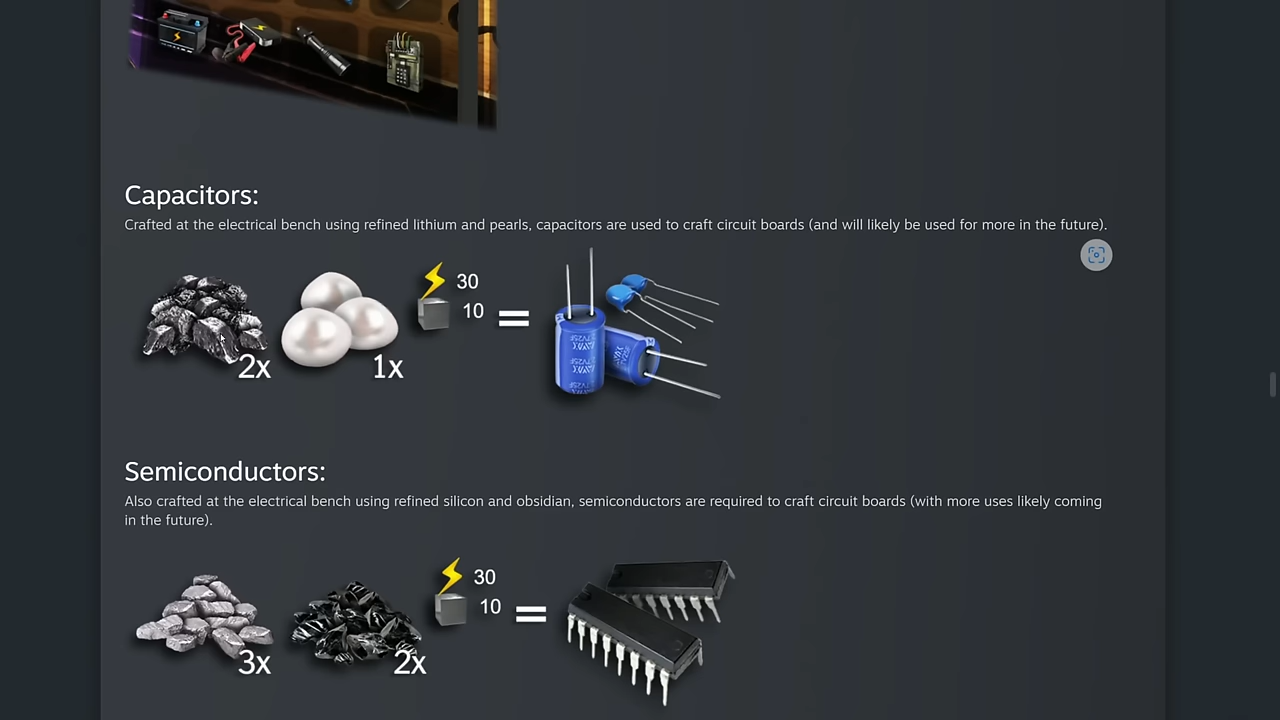 Capacitors:
Crafted at the electrical bench using refined lithium and pearls, capacitors are used to craft circuit boards (and will likely be used for more in the future).
30
10
=
2x
1x
Semiconductors:
Also crafted at the electrical bench using refined silicon and obsidian, semiconductors are required to craft circuit boards (with more uses likely coming
in the future).
30
10
=
3x
2x